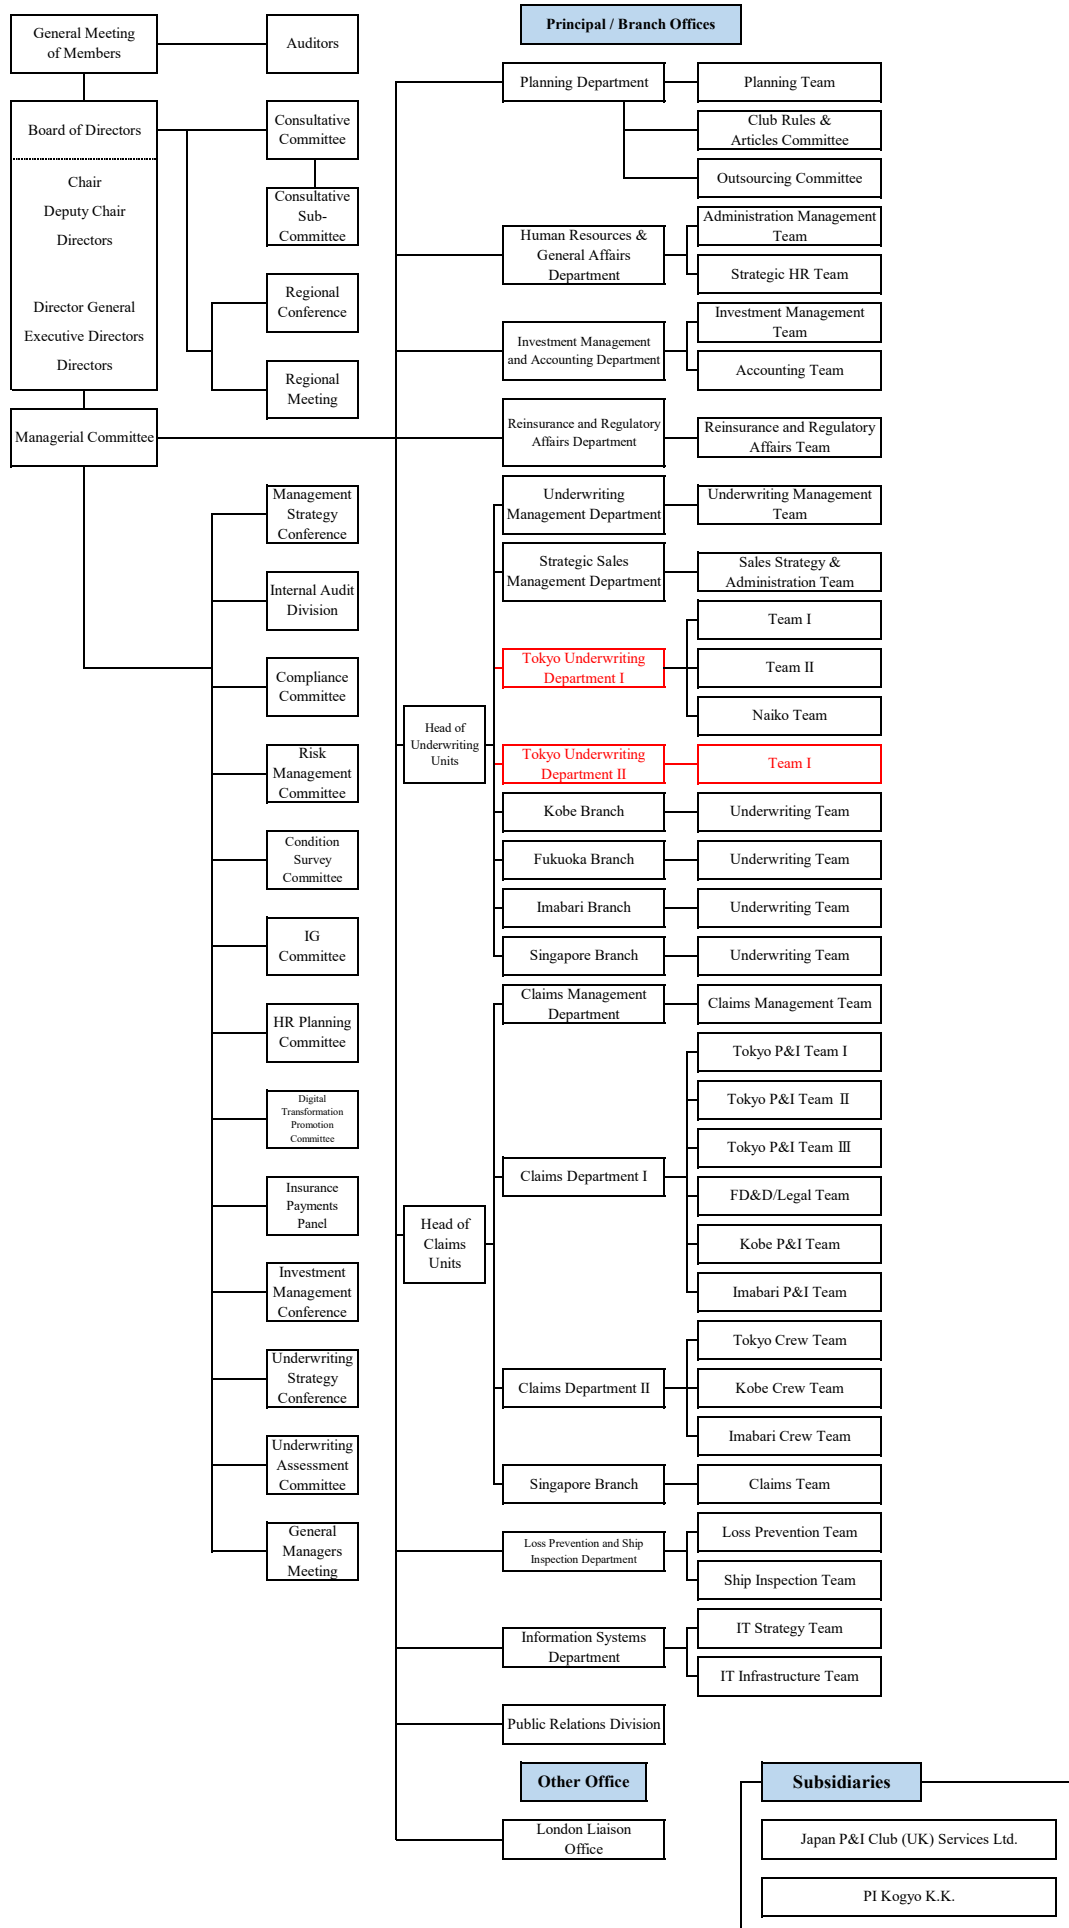 General Meeting
of Members
Auditors
Board of Directors
Chair
Deputy Chair
Directors
Director General
Executive Directors
Directors
Consultative
Committee
Consultative
Sub-
Committee
Regional
Conference
Regional
Meeting
Managerial Committee
Management
Strategy
Conference
Internal Audit
Division
Compliance
Committee
Risk
Management
Committee
Condition
Survey
Committee
IG
Committee
HR Planning
Committee
Digital
Transformation
Promotion
Committee
Insurance
Payments
Panel
Investment
Management
Conference
Underwriting
Strategy
Conference
Underwriting
Assessment
Committee
General
Managers
Meeting
Principal / Branch Offices
Planning Department
Planning Team
Club Rules &
Articles Committee
Outsourcing Committee
Human Resources &
General Affairs
Department
Administration Management
Team
Strategic HR Team
Investment Management
and Accounting Department
Investment Management
Team
Accounting Team
Reinsurance and Regulatory
Affairs Department
Reinsurance and Regulatory
Affairs Team
Head of
Underwriting
Units
Underwriting
Management Department
Underwriting Management
Team
Strategic Sales
Management Department
Sales Strategy &
Administration Team
Tokyo Underwriting
Department I
Team I
Team II
Naiko Team
Tokyo Underwriting
Department II
Team I
Kobe Branch
Underwriting Team
Fukuoka Branch
Underwriting Team
Imabari Branch
Underwriting Team
Singapore Branch
Underwriting Team
Head of
Claims
Units
Claims Management
Department
Claims Management Team
Claims Department I
Tokyo P&I Team I
Tokyo P&I Team Ⅱ
Tokyo P&I Team Ⅲ
FD&D/Legal Team
Kobe P&I Team
Imabari P&I Team
Claims Department II
Tokyo Crew Team
Kobe Crew Team
Imabari Crew Team
Singapore Branch
Claims Team
Loss Prevention and Ship
Inspection Department
Loss Prevention Team
Ship Inspection Team
Information Systems
Department
IT Strategy Team
IT Infrastructure Team
Public Relations Division
Other Office
London Liaison
Office
Subsidiaries
Japan P&I Club (UK) Services Ltd.
PI Kogyo K.K.